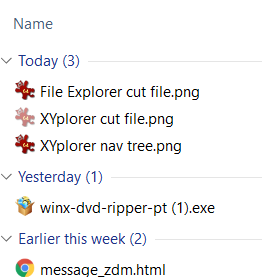 Name
Today (3)
File Explorer cut file.png
XYplorer cut file.png
XYplorer nav tree.png
Yesterday (1)
winx-dvd-ripper-pt (1).exe
Earlier this week (2)
message_zdm.html